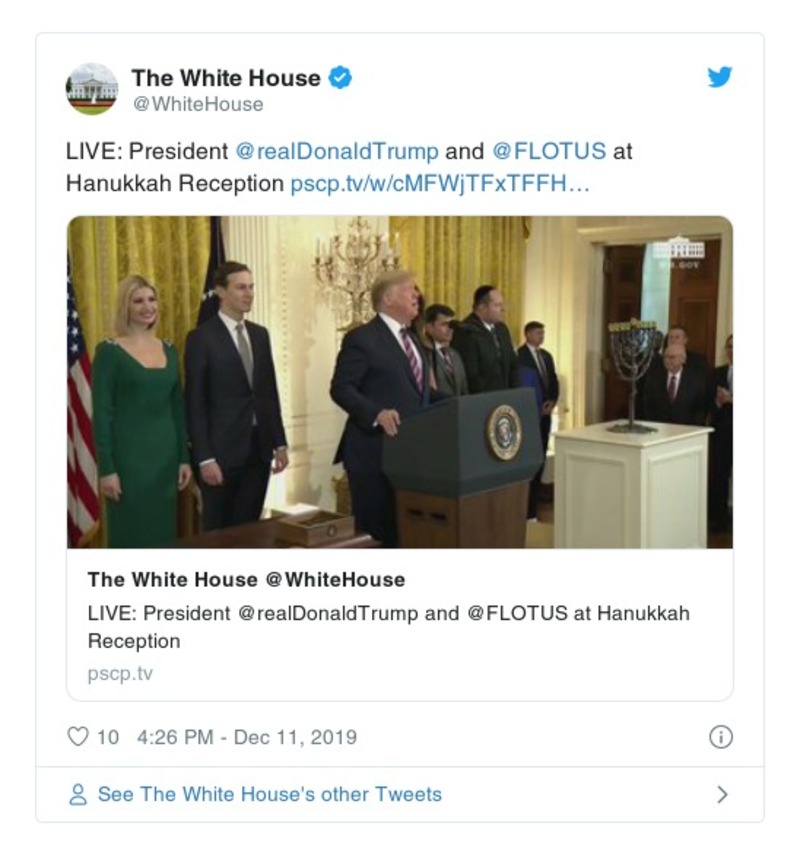 The White House
@WhiteHouse
LIVE: President @realDonaldTrump and @FLOTUS at
Hanukkah Reception pscp.tv/w/cMFWjTFxTFFH…
WH.GOV
The White House @WhiteHouse
LIVE: President @realDonaldTrump and @FLOTUS at Hanukkah
Reception
pscp.tv
10 4:26 PM - Dec 11, 2019
See The White House's other Tweets